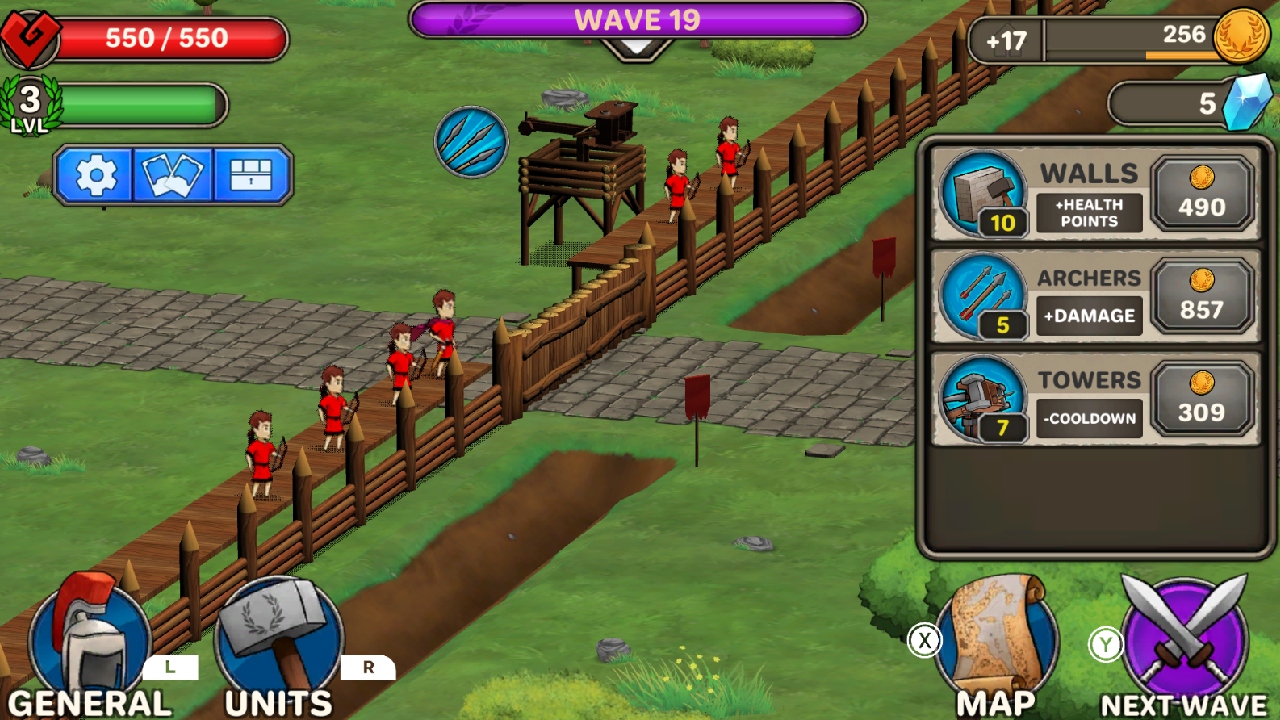 550 / 550
WAVE 19
+17
256
3
LVL
5
WALLS
10
+HEALTH
POINTS
490
ARCHERS
5
+DAMAGE
857
TOWERS
7
-COOLDOWN
309
L
R
X
Y
GENERAL
UNITS
MAP
NEXT WAVE